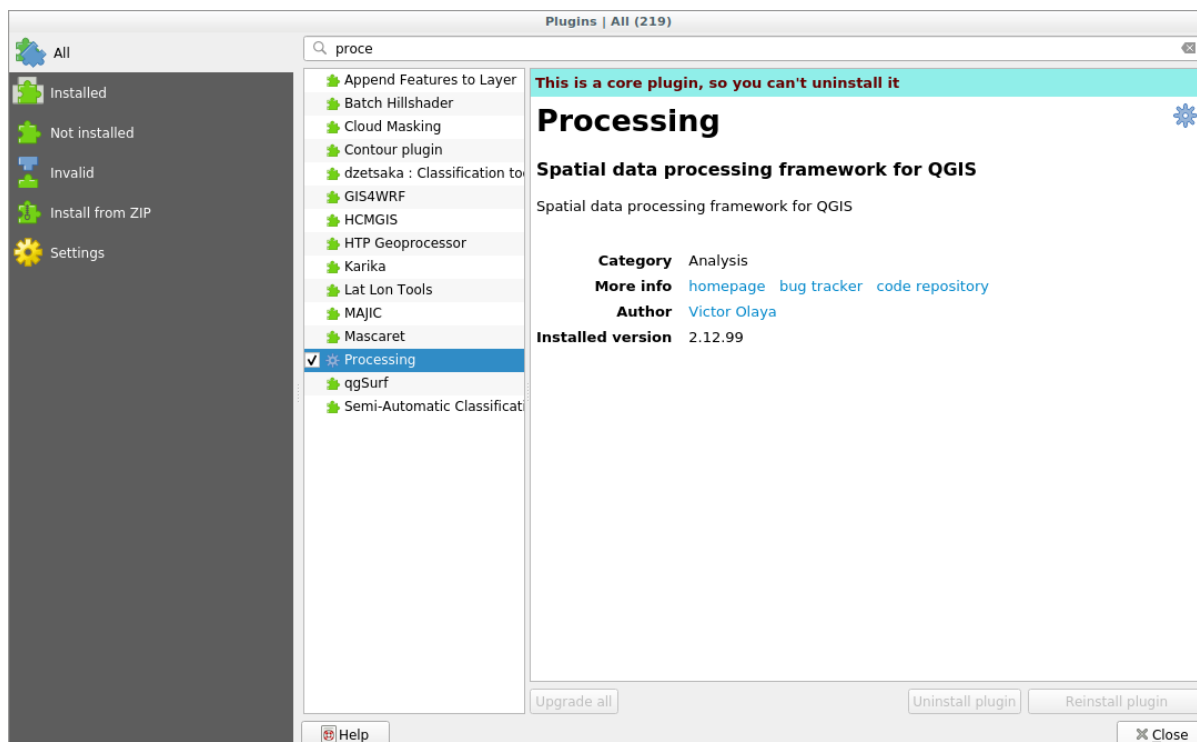 Plugins | All (219)
All
Installed
Not installed
Invalid
Install from ZIP
Settings
proce
Append Features to Layer
Batch Hillshader
Cloud Masking
Contour plugin
dzetsaka : Classification to
GIS4WRF
HCMGIS
HTP Geoprocessor
Karika
Lat Lon Tools
MAJIC
Mascaret
Processing
qgSurf
Semi-Automatic Classificati
This is a core plugin, so you can't uninstall it
Processing
Spatial data processing framework for QGIS
Spatial data processing framework for QGIS
Category Analysis
More info homepage bug tracker code repository
Author Victor Olaya
Installed version 2.12.99
Upgrade all Uninstall plugin Reinstall plugin
Help Close